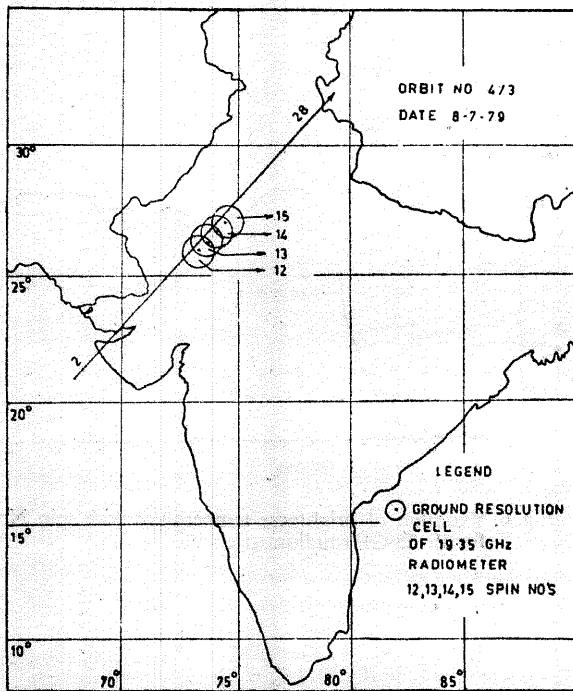 ORBIT NO 4/3
DATE 8-7-79
28
30°
15
14
13
12
25°
2
20°
LEGEND
GROUND RESOLUTION
CELL
15°
OF 19·35 GHz
RADIOMETER
12,13,14,15 SPIN NO'S
10°
70° 75° 80° 85°